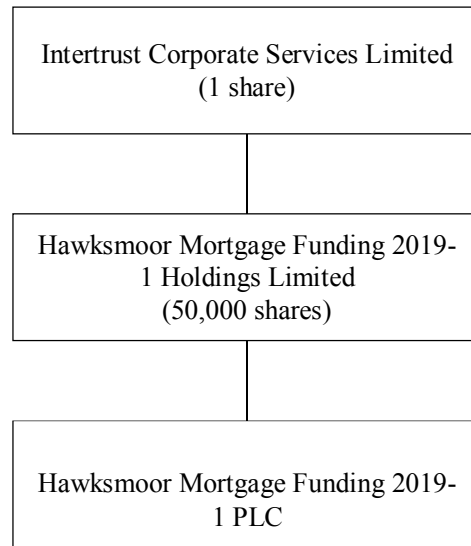 Intertrust Corporate Services Limited
(1 share)
Hawksmoor Mortgage Funding 2019-
1 Holdings Limited
(50,000 shares)
Hawksmoor Mortgage Funding 2019-
1 PLC